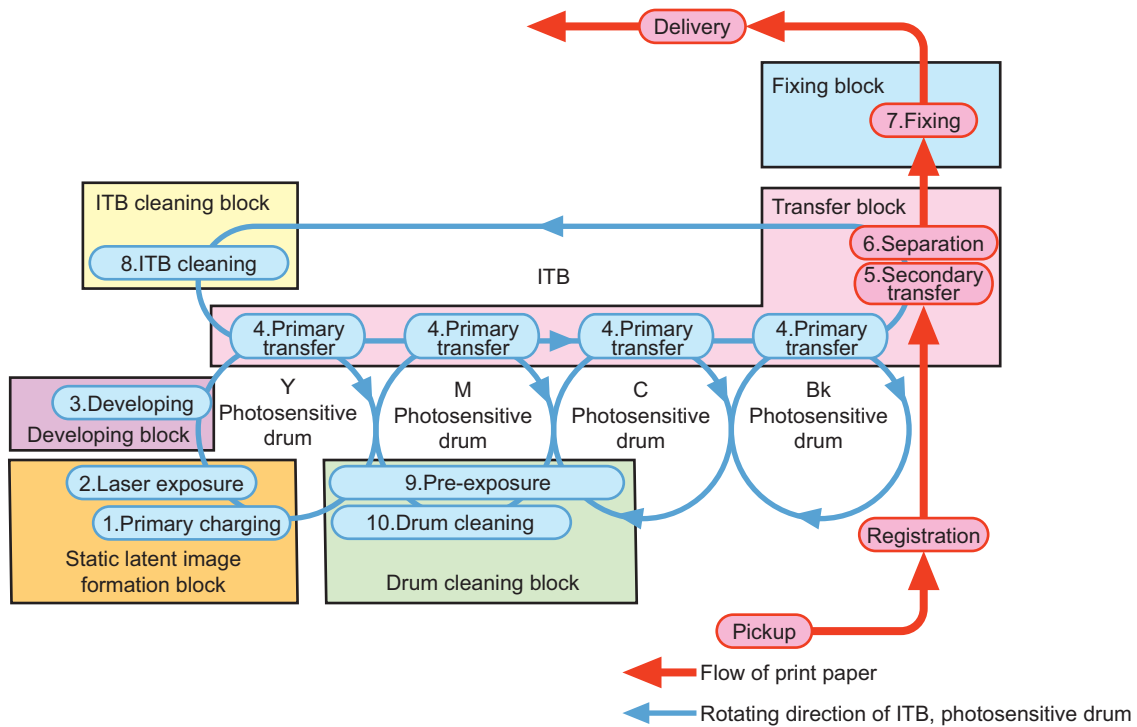 Delivery
Fixing block
7.Fixing
ITB cleaning block
Transfer block
6.Separation
8.ITB cleaning
ITB
5.Secondary
transfer
4.Primary
transfer
4.Primary
transfer
4.Primary
transfer
4.Primary
transfer
Y
Photosensitive
drum
M
Photosensitive
drum
C
Photosensitive
drum
Bk
Photosensitive
drum
3.Developing
Developing block
2.Laser exposure
1.Primary charging
Static latent image
formation block
9.Pre-exposure
10.Drum cleaning
Drum cleaning block
Registration
Pickup
Flow of print paper
Rotating direction of ITB, photosensitive drum